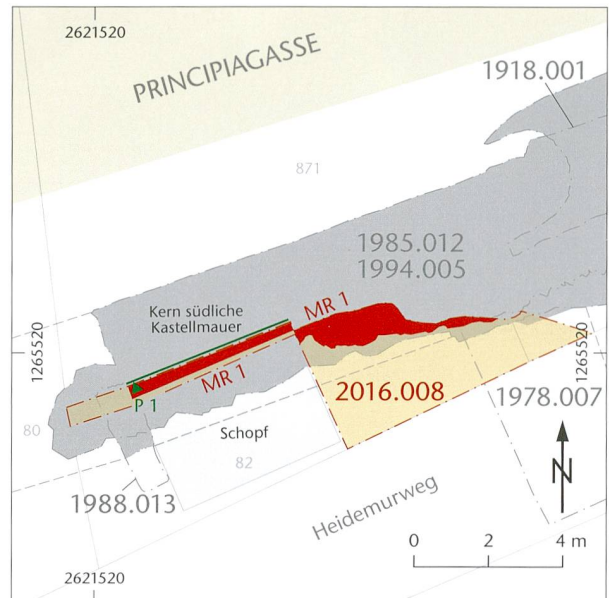 2621520
PRINCIPIAGASSE
1918.001
871
1985.012
1994.005
Kern südliche
Kastellmauer
MR 1
1265520
1265520
MR 1
P 1
2016.008
1978.007
80
Schopf
82
1988.013
Heidemurweg
N
0 2 4 m
2621520